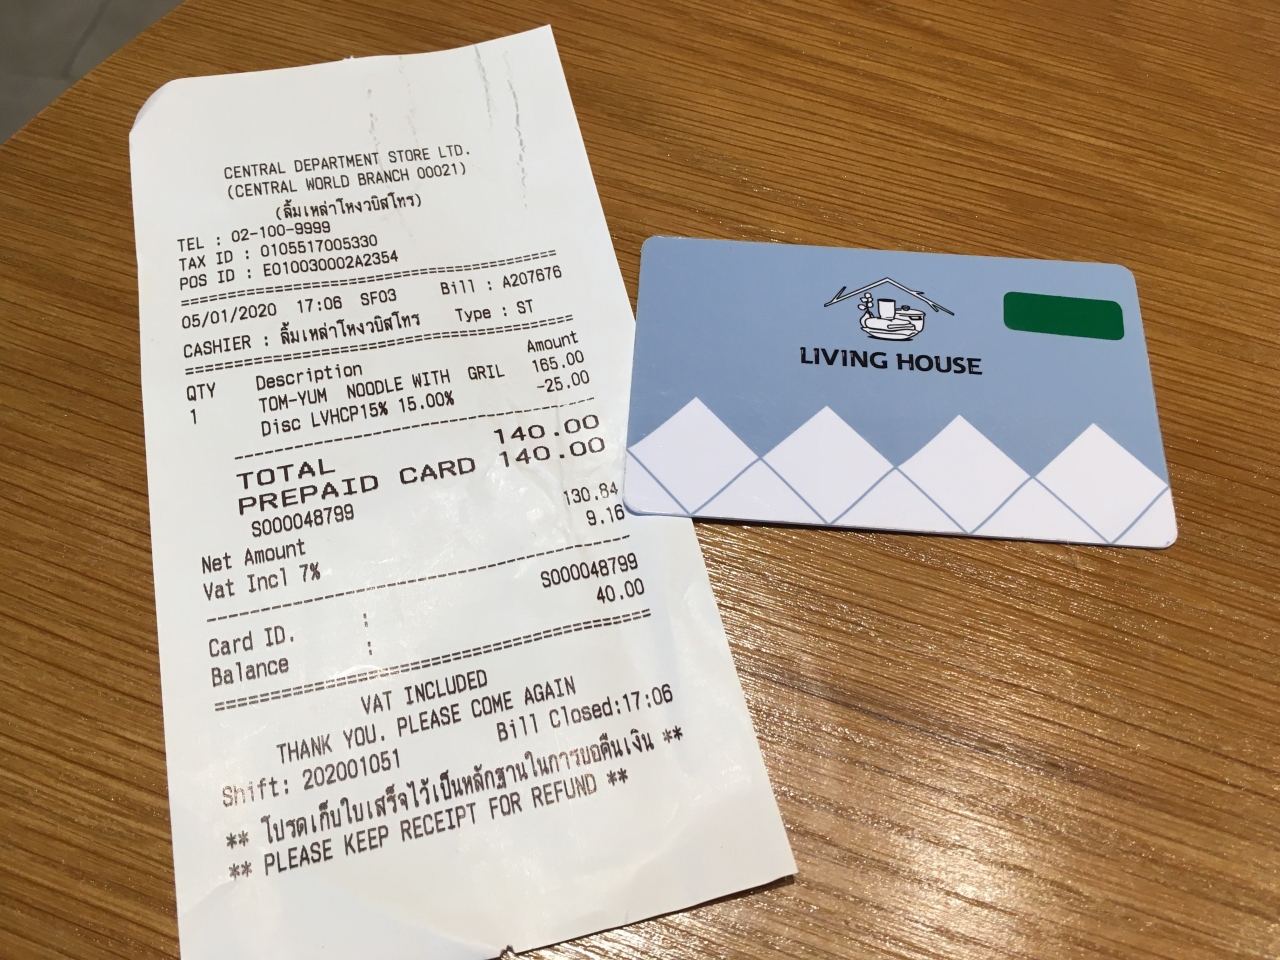 CENTRAL DEPARTMENT STORE LTD.
(CENTRAL WORLD BRANCH 00021)
(ลิ้มเหล่าโหงวบิสโทร)
TEL : 02-100-9999
TAX ID : 0105517005330
POS ID : E010030002A2354
05/01/2020 17:06 SF03 Bill : A207676
CASHIER : ลิ้มเหล่าโหงวบิสโทร Type : ST
QTY Description Amount
1 TOM-YUM NOODLE WITH GRIL 165.00
Disc LVHCP15% 15.00% -25.00
TOTAL 140.00
PREPAID CARD 140.00
S000048799
Net Amount 130.84
Vat Incl 7% 9.16
Card ID. : S000048799
Balance : 40.00
VAT INCLUDED
THANK YOU. PLEASE COME AGAIN
Shift: 202001051 Bill Closed:17:06
** โปรดเก็บใบเสร็จไว้เป็นหลักฐานในการขอคืนเงิน **
** PLEASE KEEP RECEIPT FOR REFUND **
LIVING HOUSE